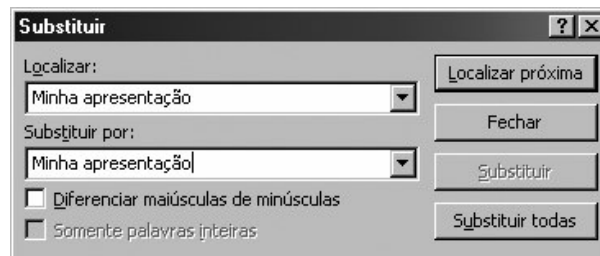 Substituir
Localizar:
Minha apresentação
Substituir por:
Minha apresentação
Diferenciar maiúsculas de minúsculas
Somente palavras inteiras
Localizar próxima
Fechar
Substituir
Substituir todas